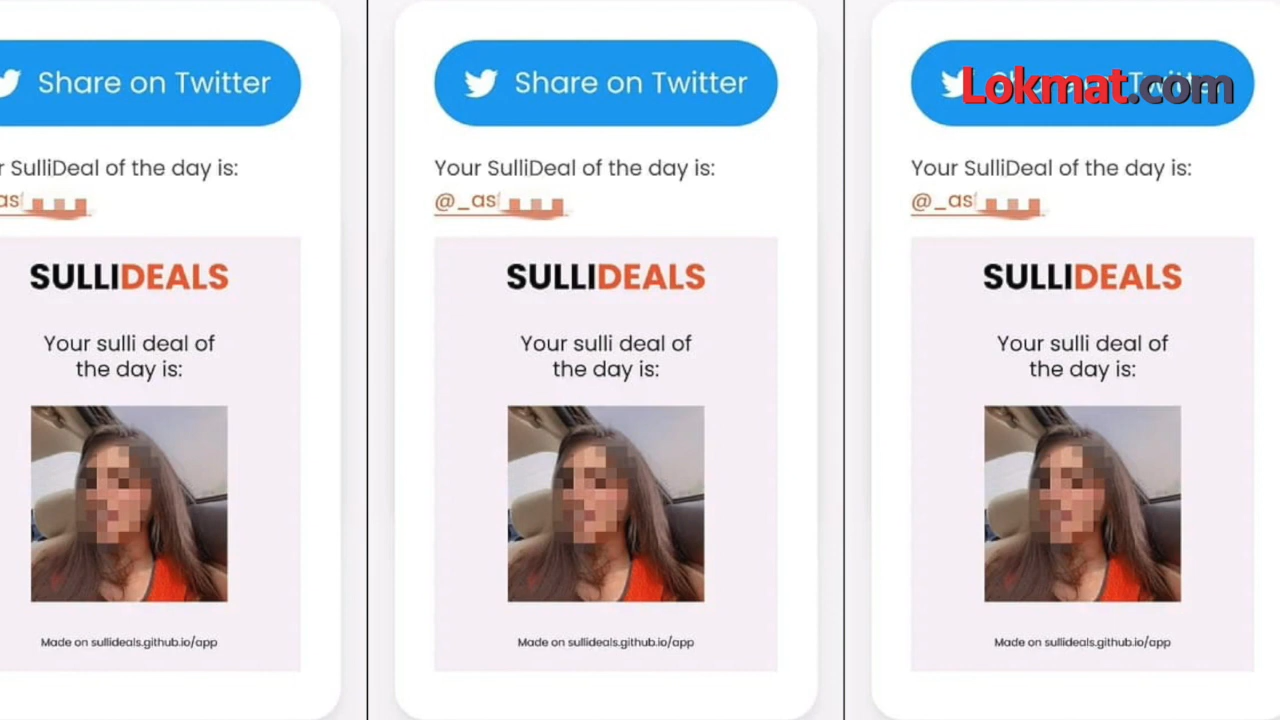 Share on Twitter
SulliDeal of the day is:
SULLIDEALS
Your sulli deal of
the day is:
Made on sullideals.github.io/app
Share on Twitter
Your SulliDeal of the day is:
@_as
SULLIDEALS
Your sulli deal of
the day is:
Made on sullideals.github.io/app
Lokmat.com
Your SulliDeal of the day is:
@_as
SULLIDEALS
Your sulli deal of
the day is:
Made on sullideals.github.io/app